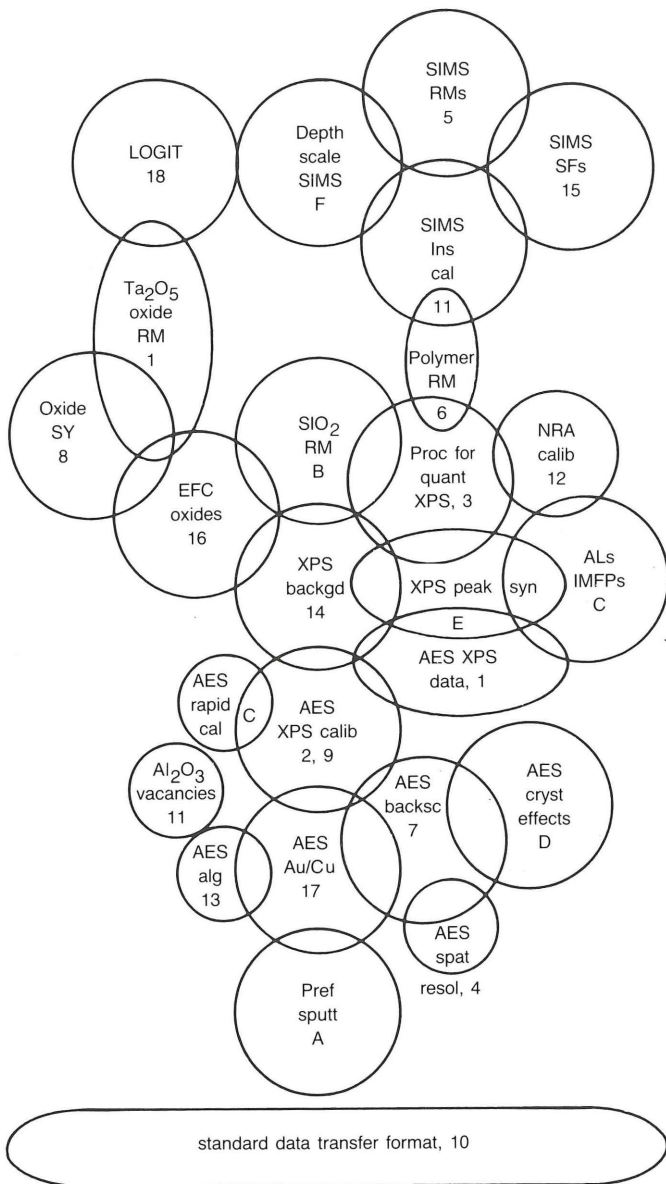 SIMS
RMs
5
LOGIT
18
Depth
scale
SIMS
F
SIMS
SFs
15
SIMS
Ins
cal
11
Ta₂O₅
oxide
RM
1
Polymer
RM
6
Oxide
SY
8
SIO₂
RM
B
Proc for
quant
XPS, 3
NRA
calib
12
EFC
oxides
16
XPS
backgd
14
XPS peak syn
E
ALs
IMFPs
C
AES XPS
data, 1
AES
rapid
cal
C
AES
XPS calib
2, 9
Al₂O₃
vacancies
11
AES
backsc
7
AES
cryst
effects
D
AES
alg
13
AES
Au/Cu
17
AES
spat
resol, 4
Pref
sputt
A
standard data transfer format, 10